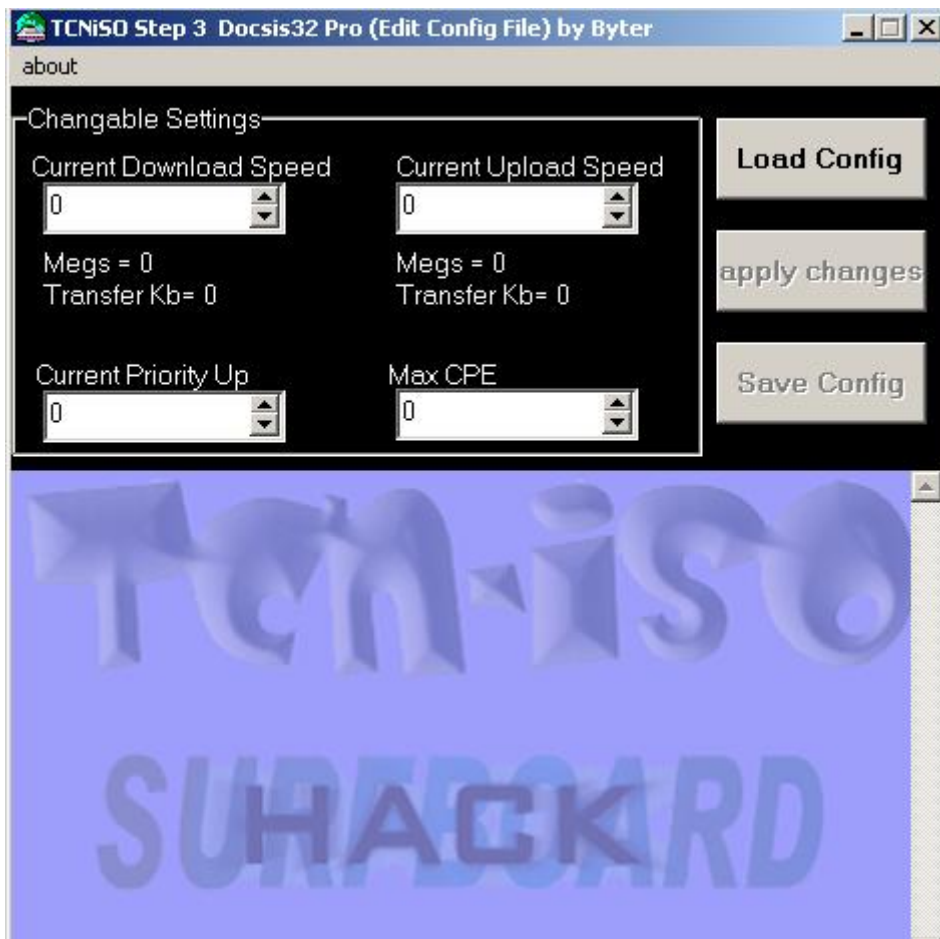 TCNiSO Step 3 Docsis32 Pro (Edit Config File) by Byter
about
Changable Settings
Current Download Speed
Current Upload Speed
0
0
Megs = 0
Megs = 0
Transfer Kb= 0
Transfer Kb= 0
Current Priority Up
Max CPE
0
0
Load Config
apply changes
Save Config
Tcn-iSO
SURFBOARD
HACK